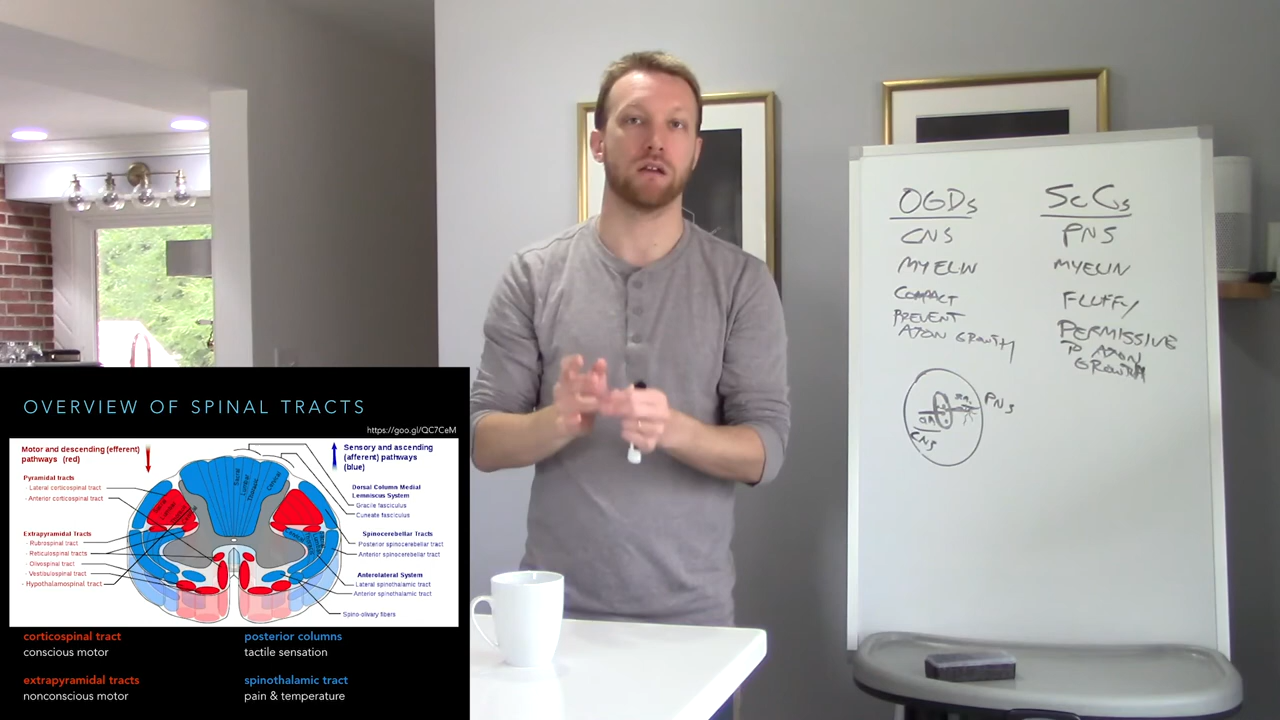 OVERVIEW OF SPINAL TRACTS
https://goo.gl/QC7CeM
Motor and descending (efferent)
pathways (red)
Pyramidal tracts
Lateral corticospinal tract
Anterior corticospinal tract
Extrapyramidal Tracts
Rubrospinal tract
Reticulospinal tracts
Olivospinal tract
Vestibulospinal tract
Hypothalamospinal tract
Sensory and ascending
(afferent) pathways
(blue)
Dorsal Column Medial
Lemniscus System
Gracile fasciculus
Cuneate fasciculus
Spinocerebellar Tracts
Posterior spinocerebellar tract
Anterior spinocerebellar tract
Anterolateral System
Lateral spinothalamic tract
Anterior spinothalamic tract
Spino-olivary fibers
corticospinal tract
conscious motor
extrapyramidal tracts
nonconscious motor
posterior columns
tactile sensation
spinothalamic tract
pain & temperature
OGDs
CNS
MYELIN
COMPACT
PREVENT
AXON GROWTH
ScCs
PNS
MYELIN
FLUFFY
PERMISSIVE
TO AXON
GROWTH
PNS
CNS